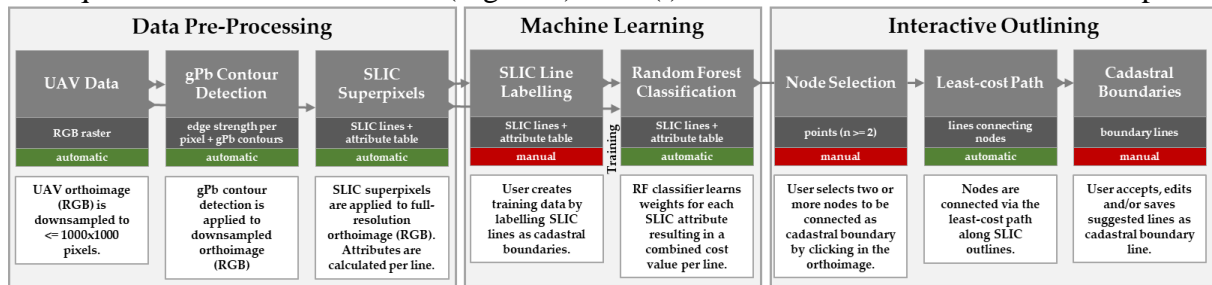 Data Pre-Processing
UAV Data
RGB raster
automatic
UAV orthoimage
(RGB) is
downsampled to
<= 1000x1000
pixels.
gPb Contour
Detection
edge strength per
pixel + gPb contours
automatic
gPb contour
detection is
applied to
downsampled
orthoimage
(RGB)
SLIC
Superpixels
SLIC lines +
attribute table
automatic
SLIC superpixels
are applied to full-
resolution
orthoimage (RGB).
Attributes are
calculated per line.
Machine Learning
SLIC Line
Labelling
SLIC lines +
attribute table
manual
User creates
training data by
labelling SLIC
lines as cadastral
boundaries.
Training
Random Forest
Classification
SLIC lines +
attribute table
automatic
RF classifier learns
weights for each
SLIC attribute
resulting in a
combined cost
value per line.
Interactive Outlining
Node Selection
points (n >= 2)
manual
User selects two or
more nodes to be
connected as
cadastral boundary
by clicking in the
orthoimage.
Least-cost Path
lines connecting
nodes
automatic
Nodes are
connected via the
least-cost path
along SLIC
outlines.
Cadastral
Boundaries
boundary lines
manual
User accepts, edits
and/or saves
suggested lines as
cadastral boundary
line.